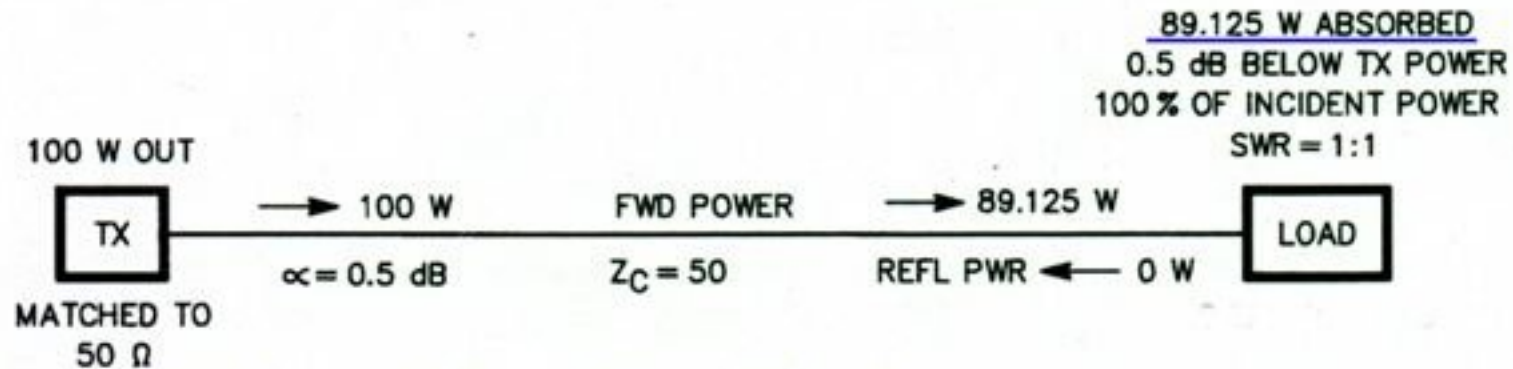 89.125 W ABSORBED
0.5 dB BELOW TX POWER
100 % OF INCIDENT POWER
SWR = 1:1
100 W OUT
TX
100 W
FWD POWER
89.125 W
LOAD
∝ = 0.5 dB
ZC = 50
REFL PWR
0 W
MATCHED TO
50 Ω